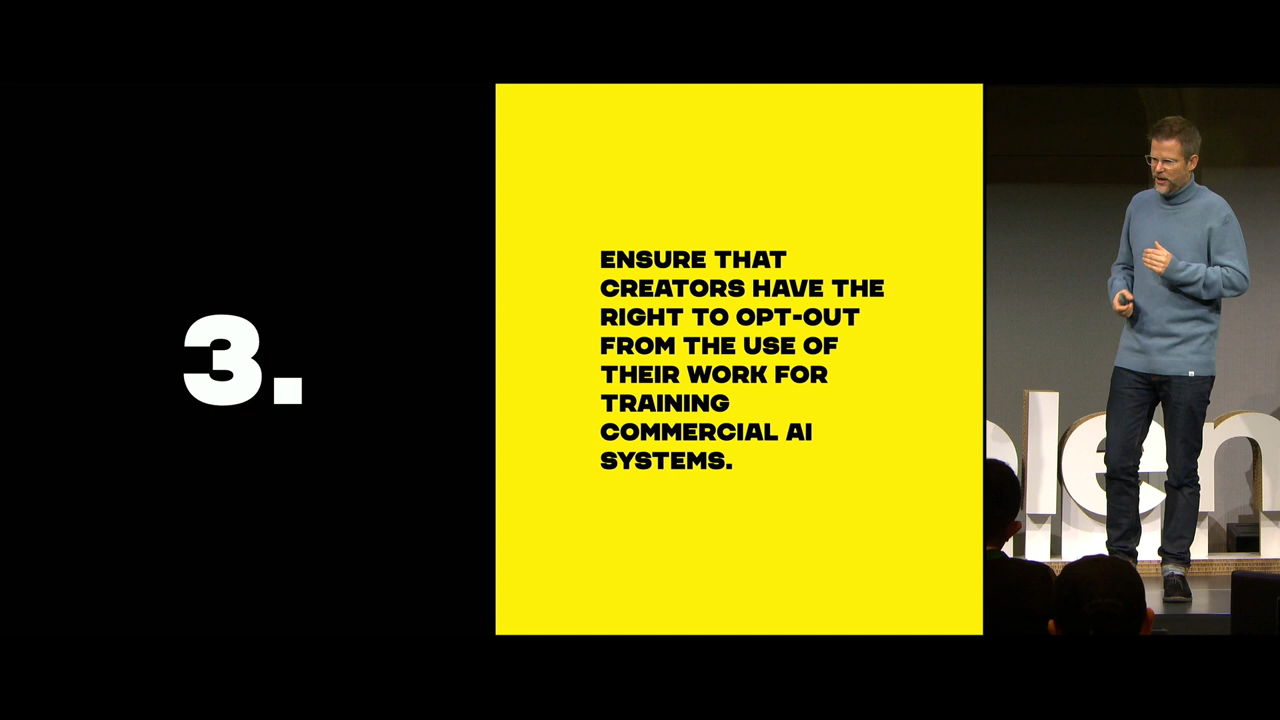 3.
ENSURE THAT
CREATORS HAVE THE
RIGHT TO OPT-OUT
FROM THE USE OF
THEIR WORK FOR
TRAINING
COMMERCIAL AI
SYSTEMS.
len